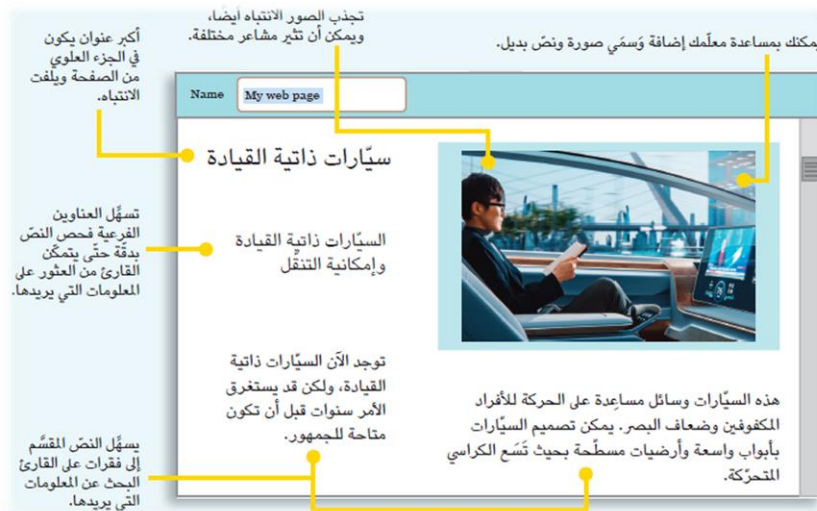 تجذب الصور الانتباه أيضًا،
ويمكن أن تثير مشاعر مختلفة.
يمكنك بمساعدة معلّمك إضافة وَسمَي صورة ونصّ بديل.
أكبر عنوان يكون
في الجزء العلوي
من الصفحة ويلفت
الانتباه.
Name My web page
سيّارات ذاتية القيادة
تسهِّل العناوين
الفرعية فحص النصّ
بدقّة حتّى يتمكّن
القارئ من العثور على
المعلومات التي يريدها.
السيّارات ذاتية القيادة
وإمكانية التنقُّل
توجد الآن السيّارات ذاتية
القيادة، ولكن قد يستغرق
الأمر سنوات قبل أن تكون
متاحة للجمهور.
هذه السيّارات وسائل مساعِدة على الحركة للأفراد
المكفوفين وضعاف البصر. يمكن تصميم السيّارات
بأبواب واسعة وأرضيات مسطّحة بحيث تَسَع الكراسي
المتحرّكة.
يسهِّل النصّ المقسَّم
إلى فقرات على القارئ
البحث عن المعلومات
التي يريدها.